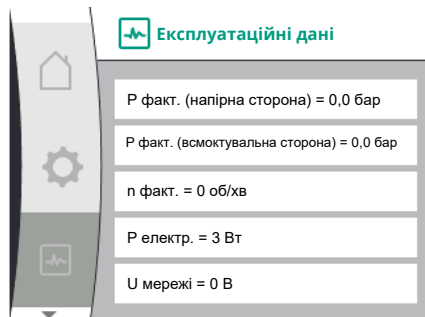 Експлуатаційні дані
P факт. (напірна сторона) = 0,0 бар
P факт. (всмоктувальна сторона) = 0,0 бар
n факт. = 0 об/хв
P електр. = 3 Вт
U мережі = 0 В